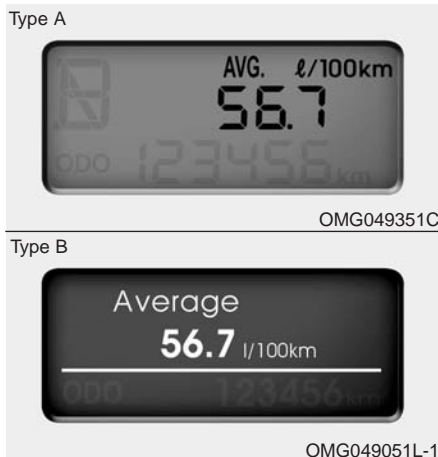 Type A
AVG. ℓ/100km
56.7
ODO 123456 km
OMG049351C
Type B
Average
56.7 l/100km
ODO 123456 km
OMG049051L-1